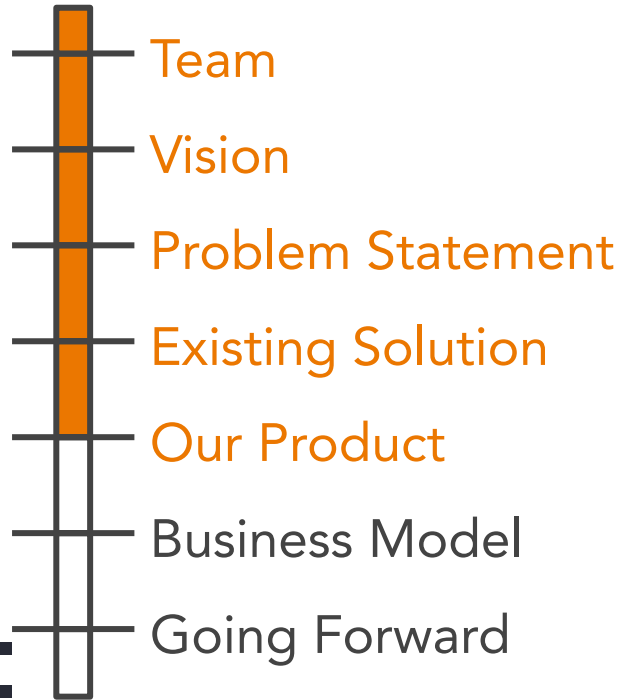 Team
Vision
Problem Statement
Existing Solution
Our Product
Business Model
Going Forward